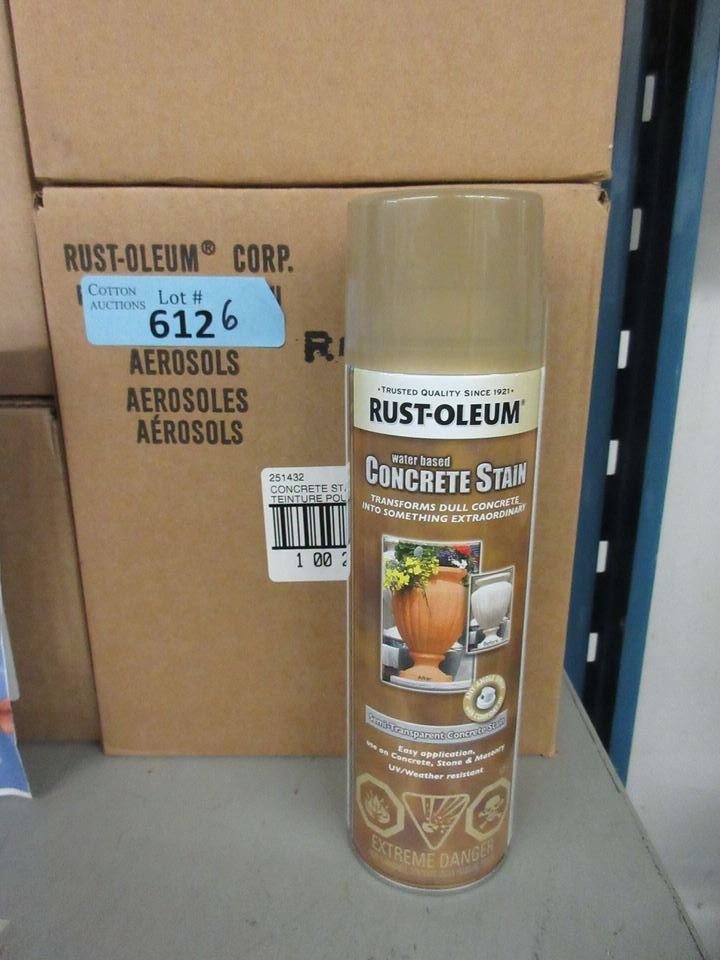 RUST-OLEUM® CORP.
COTTON AUCTIONS
Lot #
6126
AEROSOLS
AEROSOLES
AÉROSOLS
251432
CONCRETE
TEINTURE
1 00 2
• TRUSTED QUALITY SINCE 1921 •
RUST-OLEUM®
water based
CONCRETE STAIN
TRANSFORMS DULL CONCRETE
INTO SOMETHING EXTRAORDINARY
Before
After
Semi-Transparent Concrete Stain
Easy application,
use on Concrete, Stone & Masonry
UV/Weather resistant
EXTREME DANGER